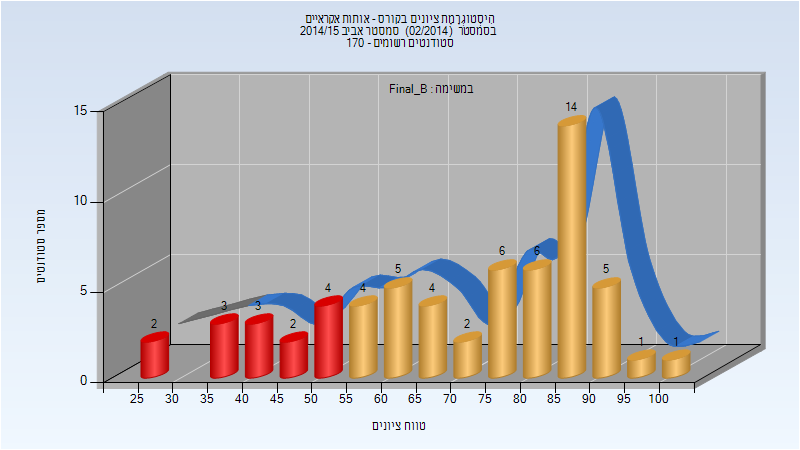 היסטוגרמת ציונים בקורס - אותות אקראיים
בסמסטר (02/2014) סמסטר אביב 2014/15
סטודנטים רשומים - 170
במשימה : Final_B
מספר סטודנטים
15
10
5
0
2
3
3
2
4
4
5
4
2
6
6
14
5
1
1
25 30 35 40 45 50 55 60 65 70 75 80 85 90 95 100
טווח ציונים